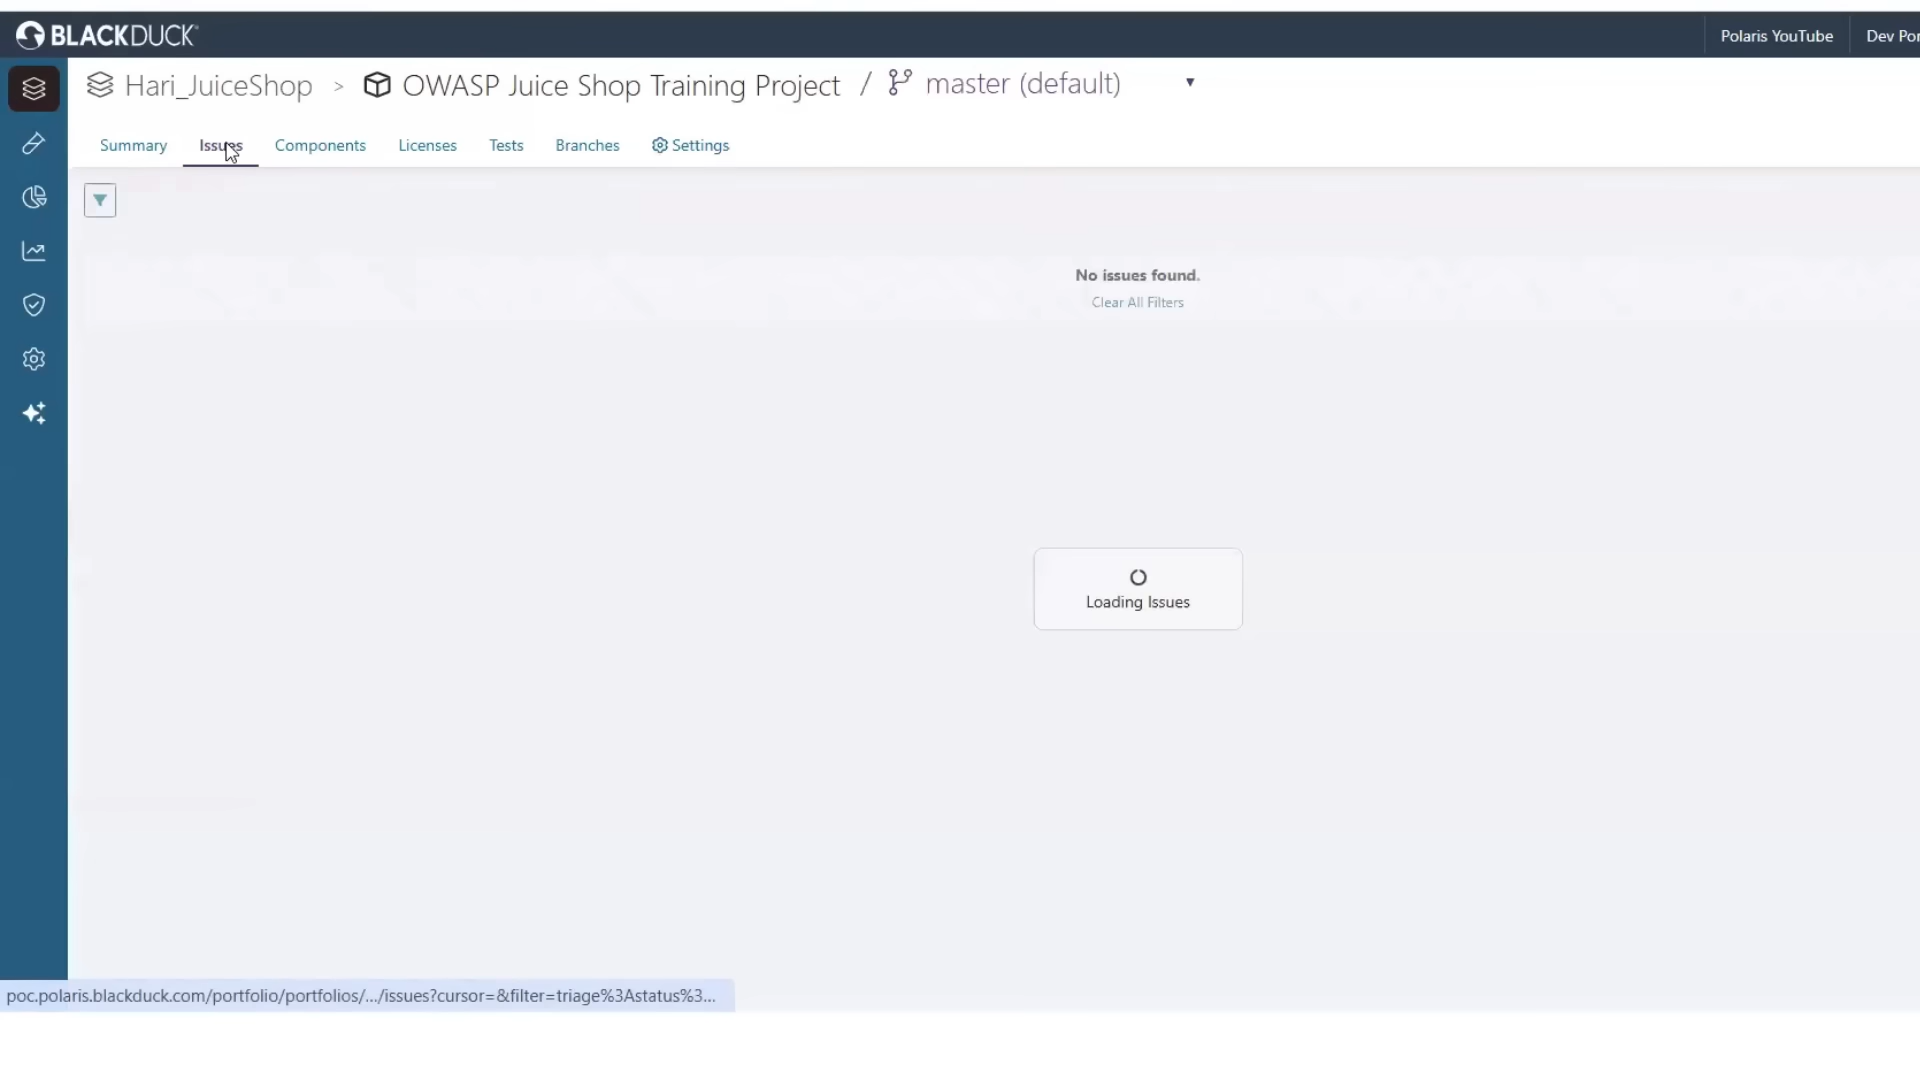 BLACKDUCK
Polaris YouTube
Dev Por
Hari_JuiceShop > OWASP Juice Shop Training Project / master (default)
Summary
Issues
Components
Licenses
Tests
Branches
Settings
No issues found.
Clear All Filters
Loading Issues
poc.polaris.blackduck.com/portfolio/portfolios/.../issues?cursor=&filter=triage%3Astatus%3...